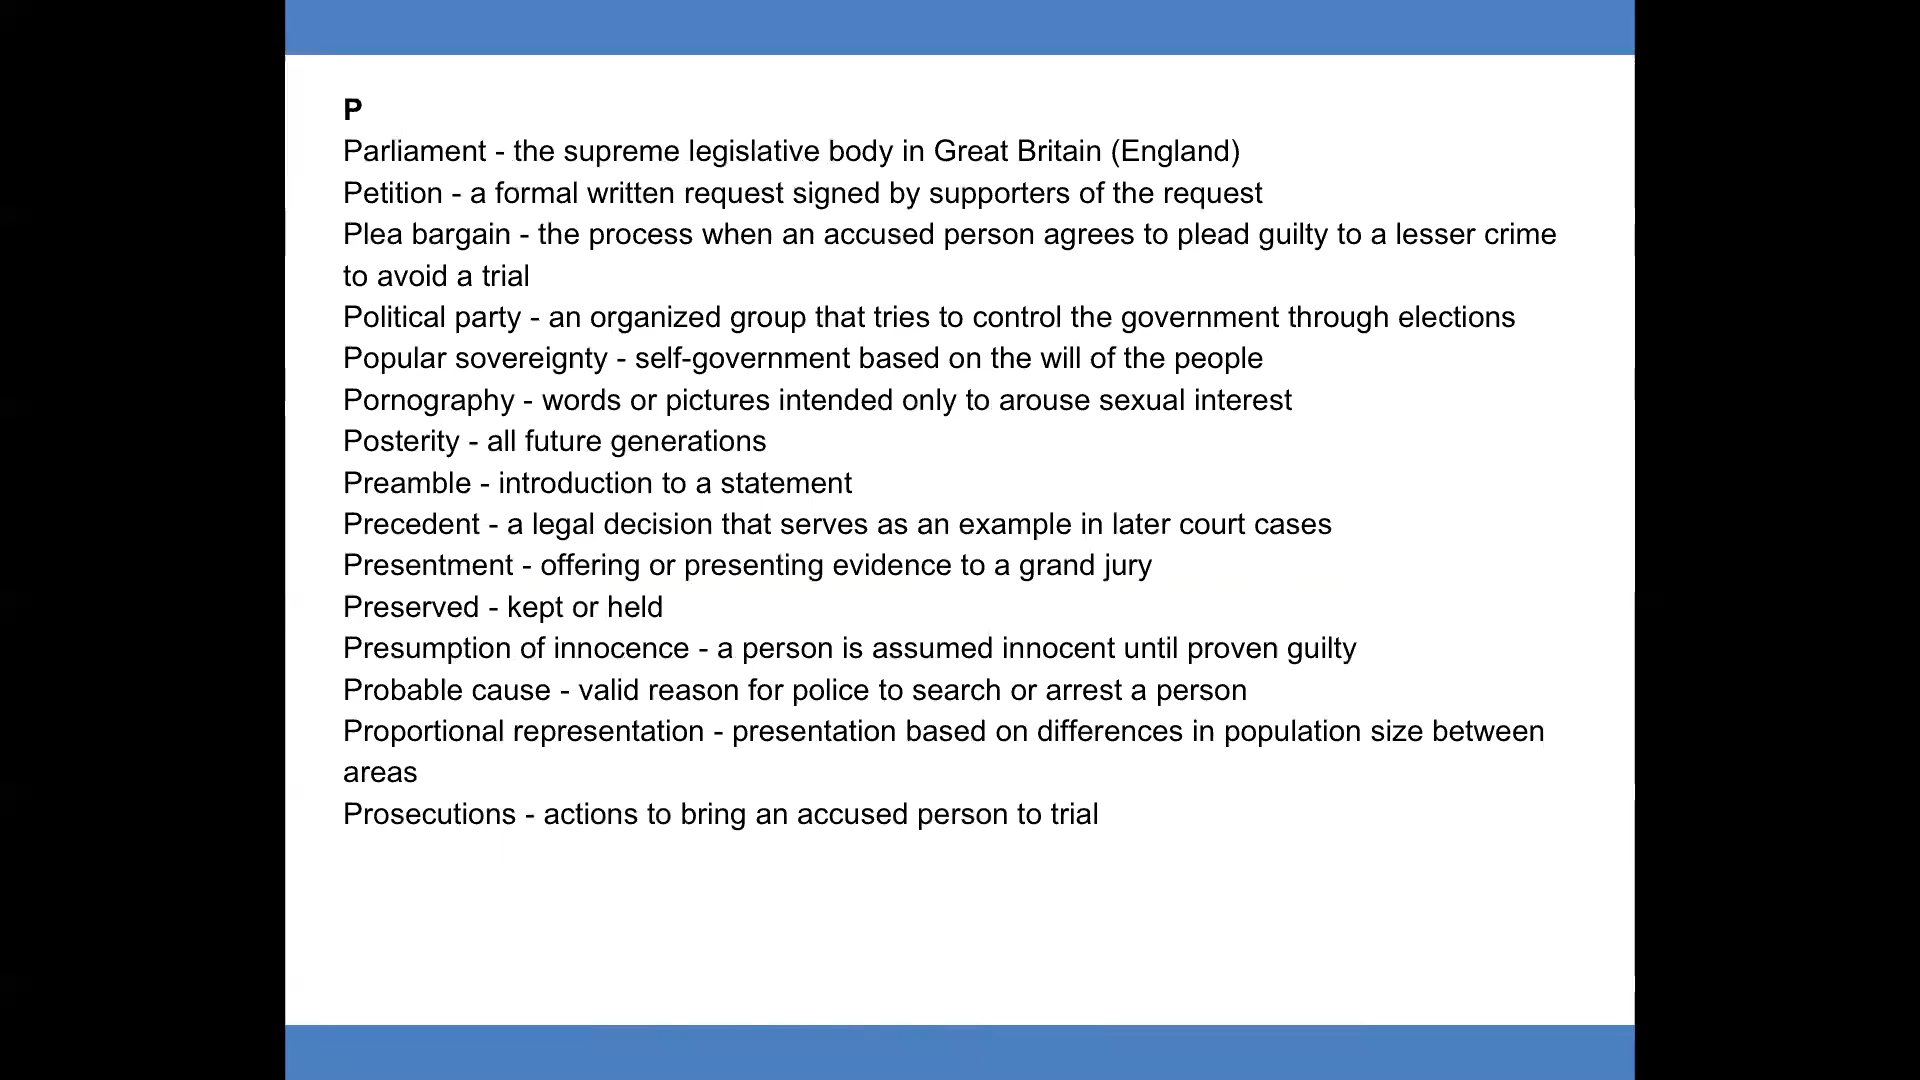 P
Parliament - the supreme legislative body in Great Britain (England)
Petition - a formal written request signed by supporters of the request
Plea bargain - the process when an accused person agrees to plead guilty to a lesser crime
to avoid a trial
Political party - an organized group that tries to control the government through elections
Popular sovereignty - self-government based on the will of the people
Pornography - words or pictures intended only to arouse sexual interest
Posterity - all future generations
Preamble - introduction to a statement
Precedent - a legal decision that serves as an example in later court cases
Presentment - offering or presenting evidence to a grand jury
Preserved - kept or held
Presumption of innocence - a person is assumed innocent until proven guilty
Probable cause - valid reason for police to search or arrest a person
Proportional representation - presentation based on differences in population size between
areas
Prosecutions - actions to bring an accused person to trial